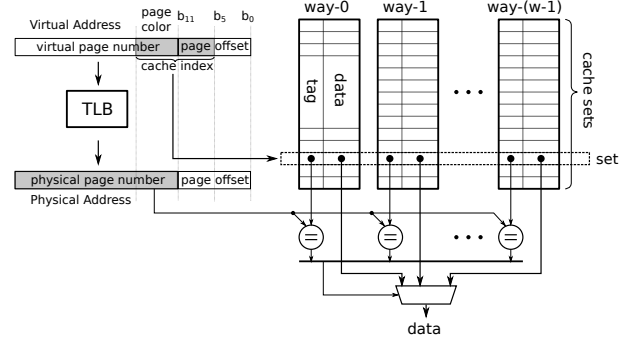 way-0 way-1 way-(w-1)
page color b11 b5 b0
Virtual Address
virtual page number page offset
cache index
TLB
tag data
cache sets
set
physical page number page offset
Physical Address
= = =
data